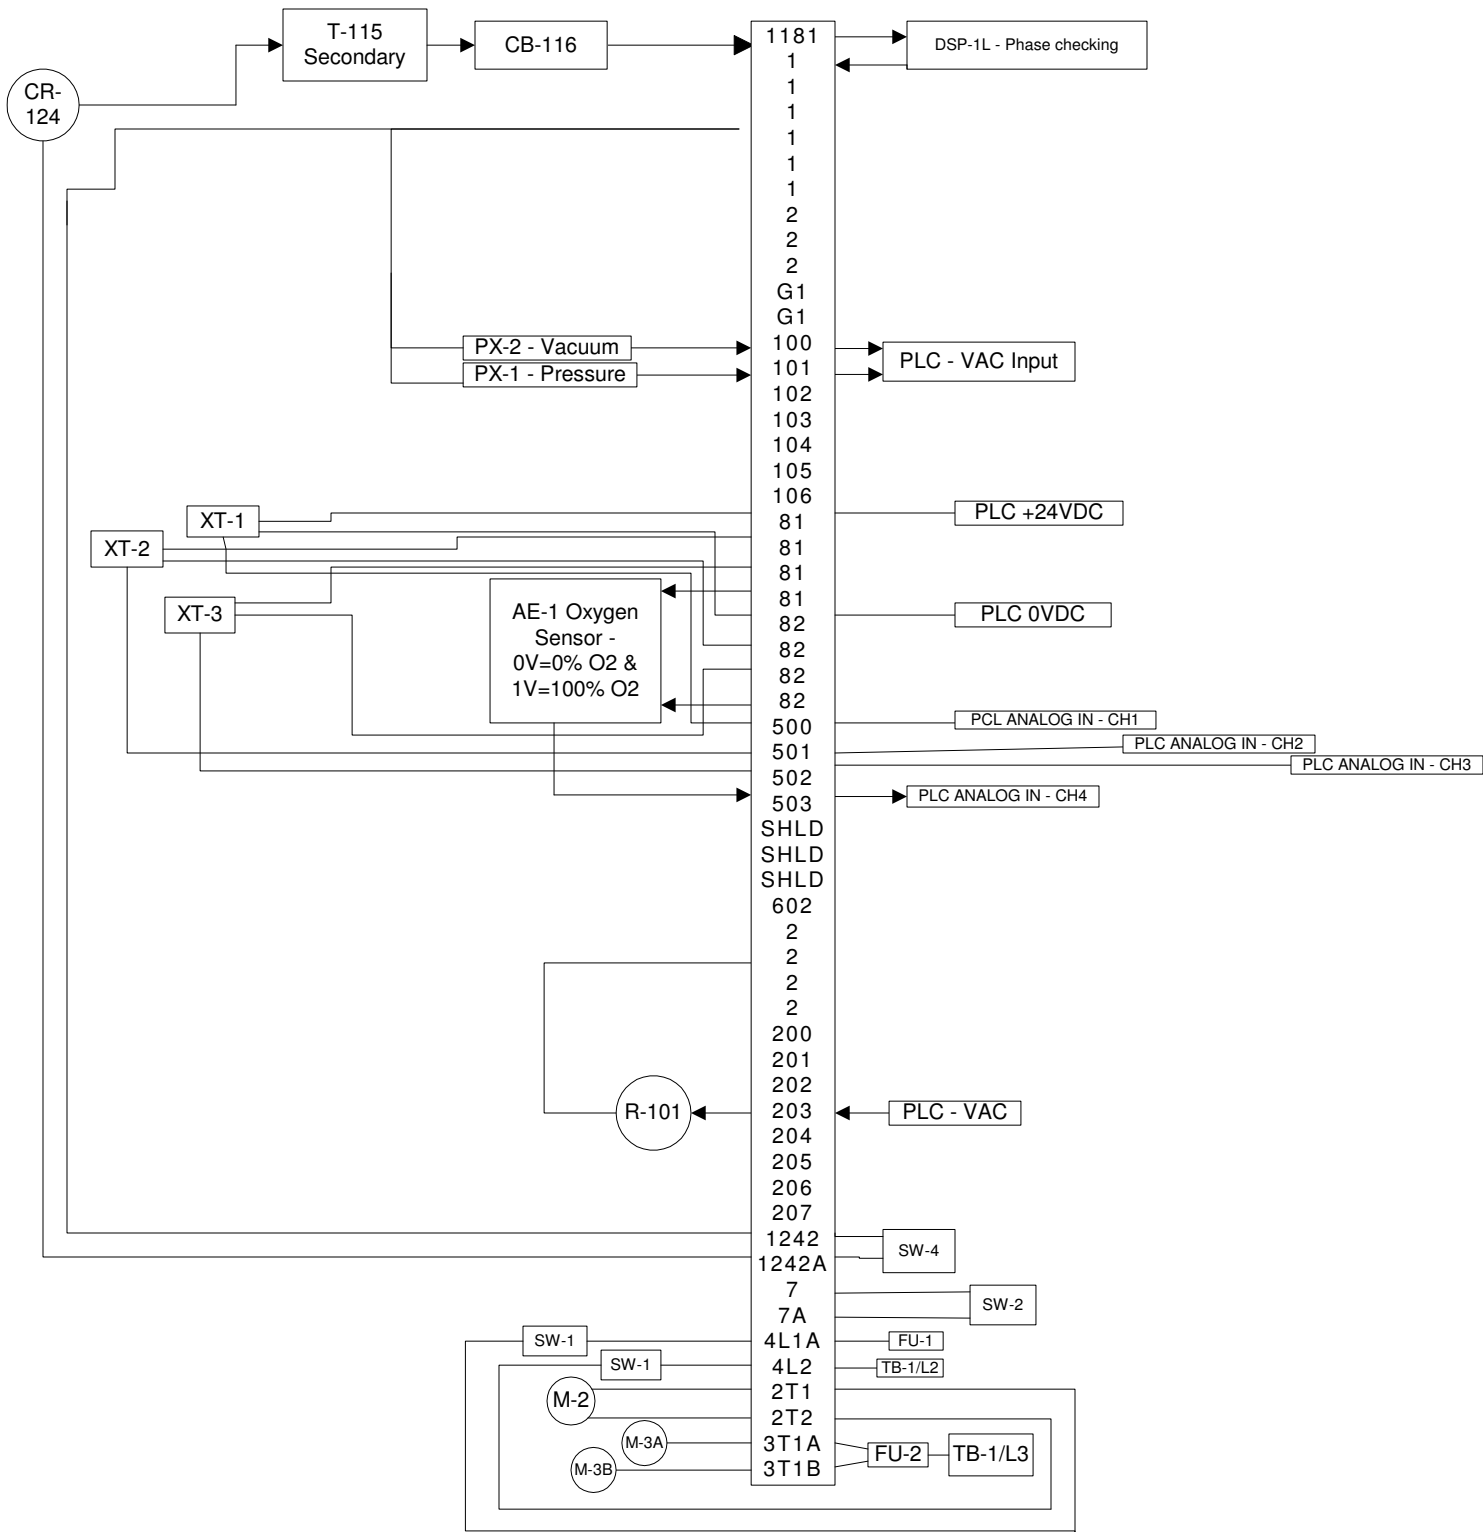 T-115
Secondary
CB-116
CR-
124
1181
1
1
1
1
1
1
2
2
2
G1
G1
100
101
102
103
104
105
106
81
81
81
81
82
82
82
82
500
501
502
503
SHLD
SHLD
SHLD
602
2
2
2
2
200
201
202
203
204
205
206
207
1242
1242A
7
7A
4L1A
4L2
2T1
2T2
3T1A
3T1B
DSP-1L - Phase checking
PX-2 - Vacuum
PX-1 - Pressure
PLC - VAC Input
XT-1
XT-2
XT-3
AE-1 Oxygen
Sensor -
0V=0% O2 &
1V=100% O2
PLC +24VDC
PLC 0VDC
PCL ANALOG IN - CH1
PLC ANALOG IN - CH2
PLC ANALOG IN - CH3
PLC ANALOG IN - CH4
R-101
PLC - VAC
SW-4
SW-2
SW-1
FU-1
SW-1
TB-1/L2
M-2
M-3A
M-3B
FU-2
TB-1/L3